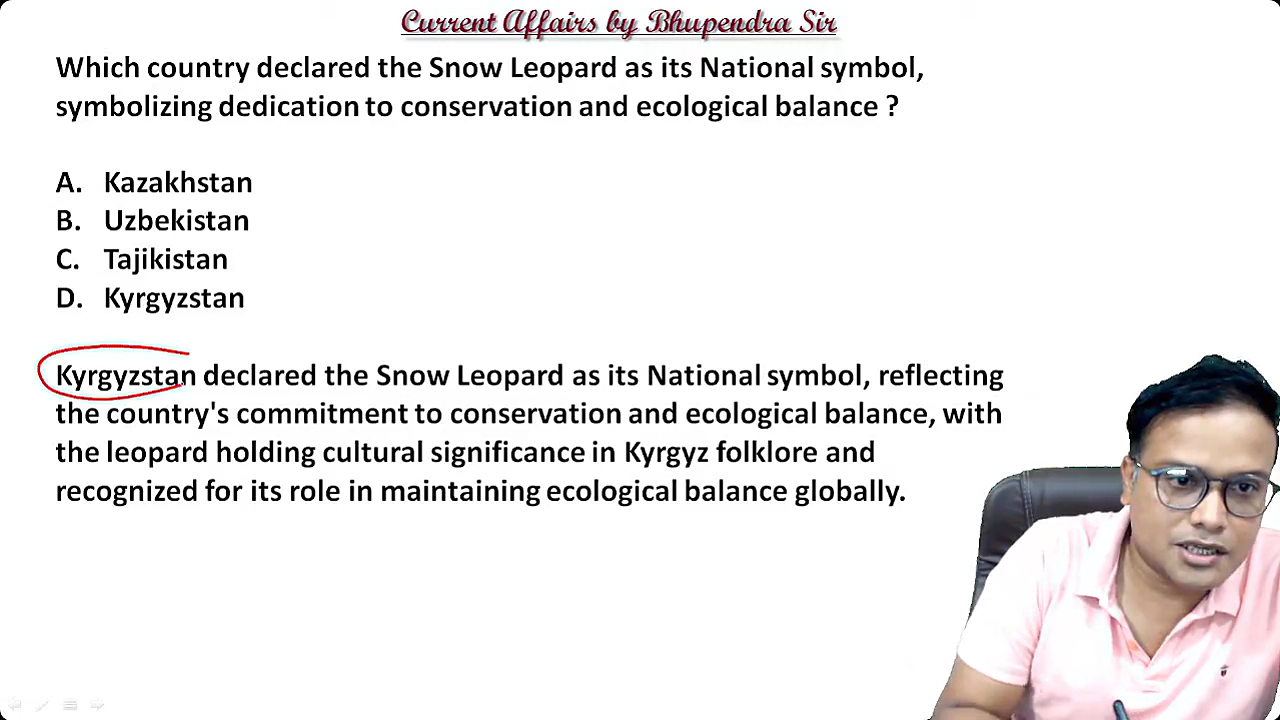 Current Affairs by Bhupendra Sir
Which country declared the Snow Leopard as its National symbol,
symbolizing dedication to conservation and ecological balance ?
A. Kazakhstan
B. Uzbekistan
C. Tajikistan
D. Kyrgyzstan
Kyrgyzstan declared the Snow Leopard as its National symbol, reflecting
the country's commitment to conservation and ecological balance, with
the leopard holding cultural significance in Kyrgyz folklore and
recognized for its role in maintaining ecological balance globally.